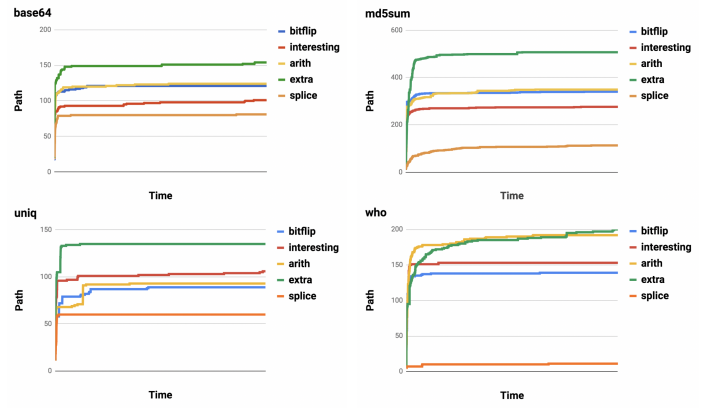 base64
200
150
100
50
0
Path
Time
bitflip
interesting
arith
extra
splice
md5sum
600
400
200
0
Path
Time
bitflip
interesting
arith
extra
splice
uniq
150
100
50
0
Path
Time
bitflip
interesting
arith
extra
splice
who
200
150
100
50
0
Path
Time
bitflip
interesting
arith
extra
splice